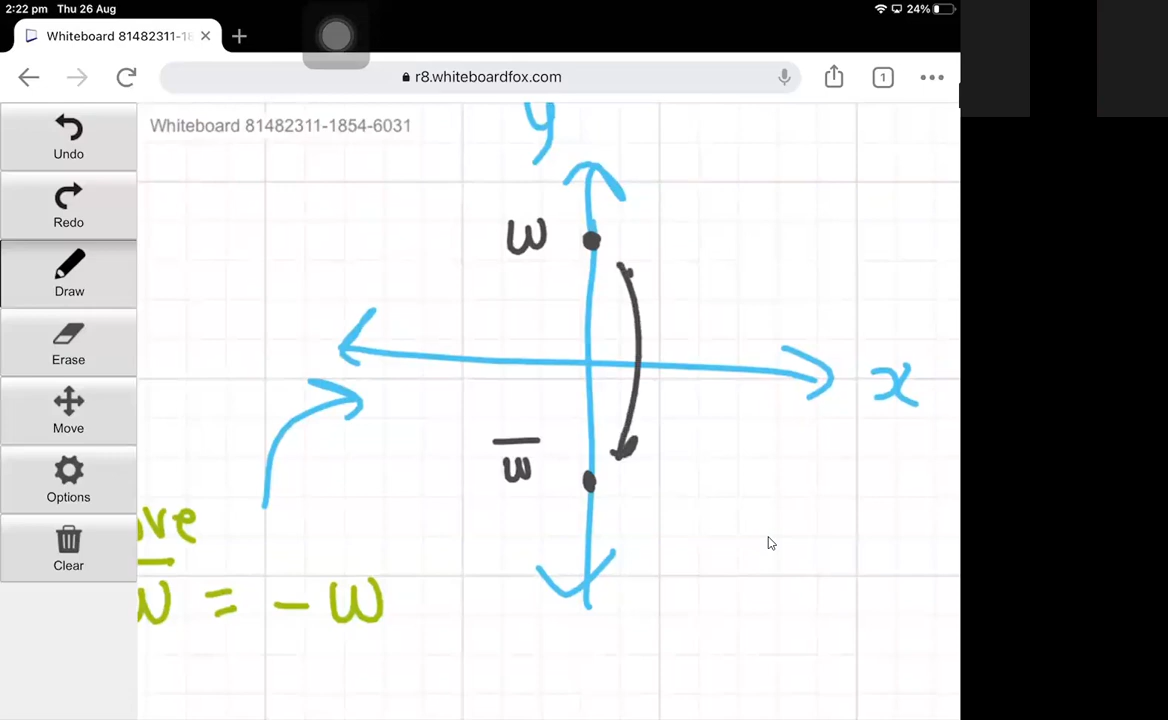 2:22 pm Thu 26 Aug
24%
Whiteboard 81482311-18
r8.whiteboardfox.com
1
Whiteboard 81482311-1854-6031
Undo
Redo
Draw
Erase
Move
Options
Clear
y
w
x
w̅
ve
w̅ = - w